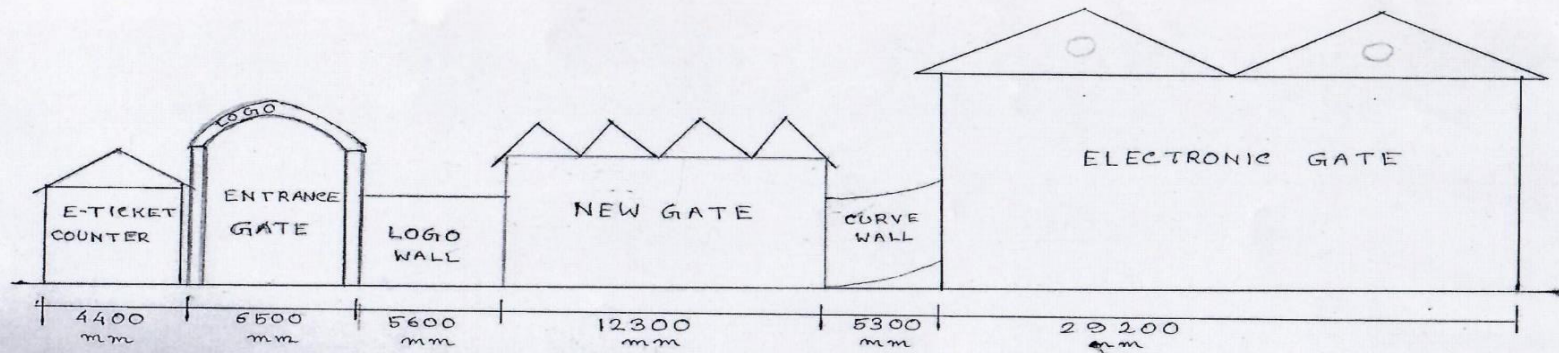 LOGO
E-TICKET
COUNTER
ENTRANCE
GATE
LOGO
WALL
NEW GATE
CURVE
WALL
ELECTRONIC GATE
4400
mm
6500
mm
5600
mm
12300
mm
5300
mm
29200
mm